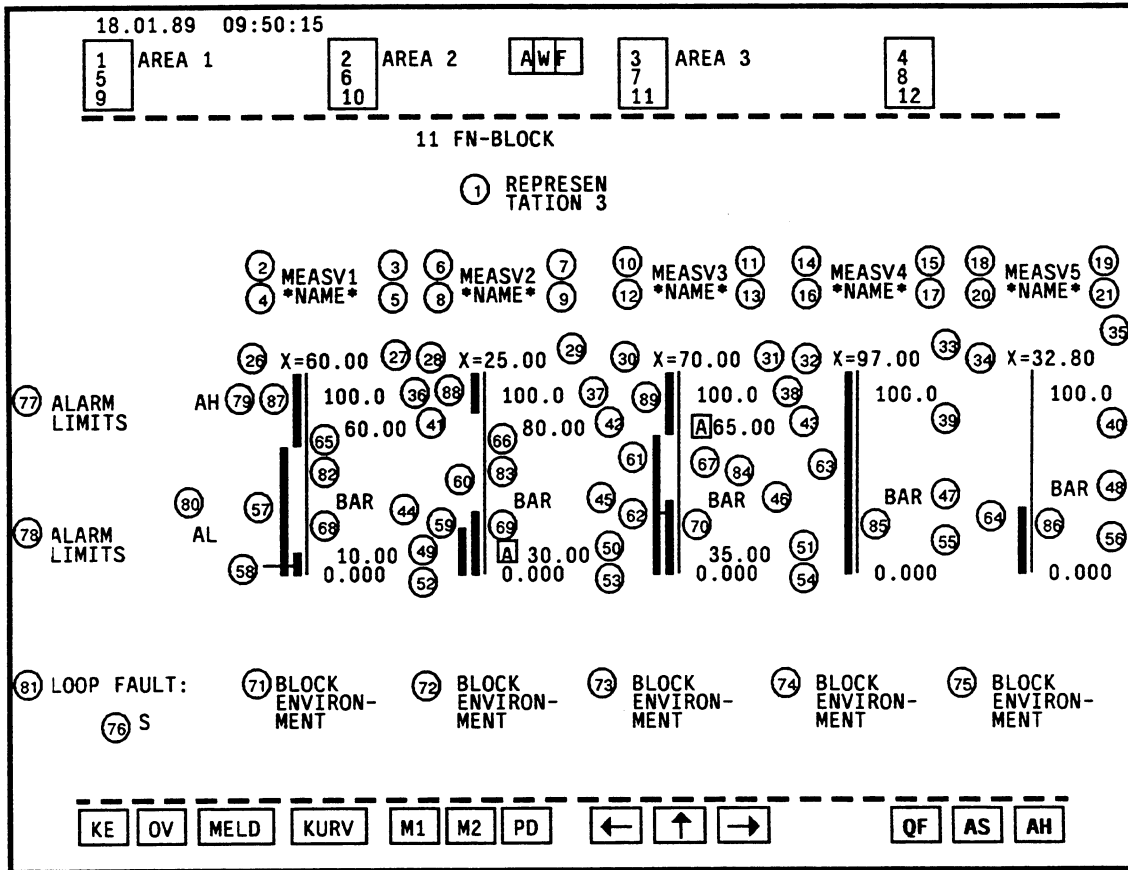 18.01.89 09:50:15
1 AREA 1 2 AREA 2 A W F 3 AREA 3 4
5 6 7 8
9 10 11 12
11 FN-BLOCK
1 REPRESEN
TATION 3
2 MEASV1 3 6 MEASV2 7 10 MEASV3 11 14 MEASV4 15 18 MEASV5 19
4 *NAME* 5 8 *NAME* 9 12 *NAME* 13 16 *NAME* 17 20 *NAME* 21
35
26 X=60.00 27 28 X=25.00 29 30 X=70.00 31 32 X=97.00 33 34 X=32.80
77 ALARM AH 79 87 100.0 36 88 100.0 37 89 100.0 38 100.0 39 100.0 40
LIMITS 60.00 41 80.00 42 A 65.00 43
65 66 61 67 84 63
82 60 83
80 57 BAR 44 BAR 45 BAR 46 BAR 47 BAR 48
78 ALARM AL 68 59 69 62 70 85 55 64 86 56
LIMITS 10.00 49 A 30.00 50 35.00 51
58 0.000 52 0.000 53 0.000 54 0.000 0.000
81 LOOP FAULT: 71 BLOCK 72 BLOCK 73 BLOCK 74 BLOCK 75 BLOCK
ENVIRON- ENVIRON- ENVIRON- ENVIRON- ENVIRON-
76 S MENT MENT MENT MENT MENT
KE OV MELD KURV M1 M2 PD ← ↑ → QF AS AH